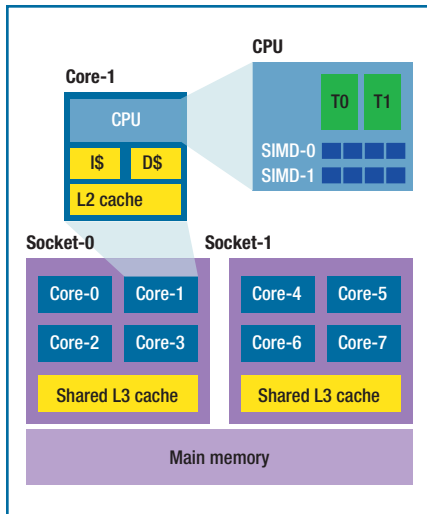 CPU
Core-1
CPU
T0 T1
I$ D$
SIMD-0
SIMD-1
L2 cache
Socket-0 Socket-1
Core-0 Core-1 Core-4 Core-5
Core-2 Core-3 Core-6 Core-7
Shared L3 cache Shared L3 cache
Main memory